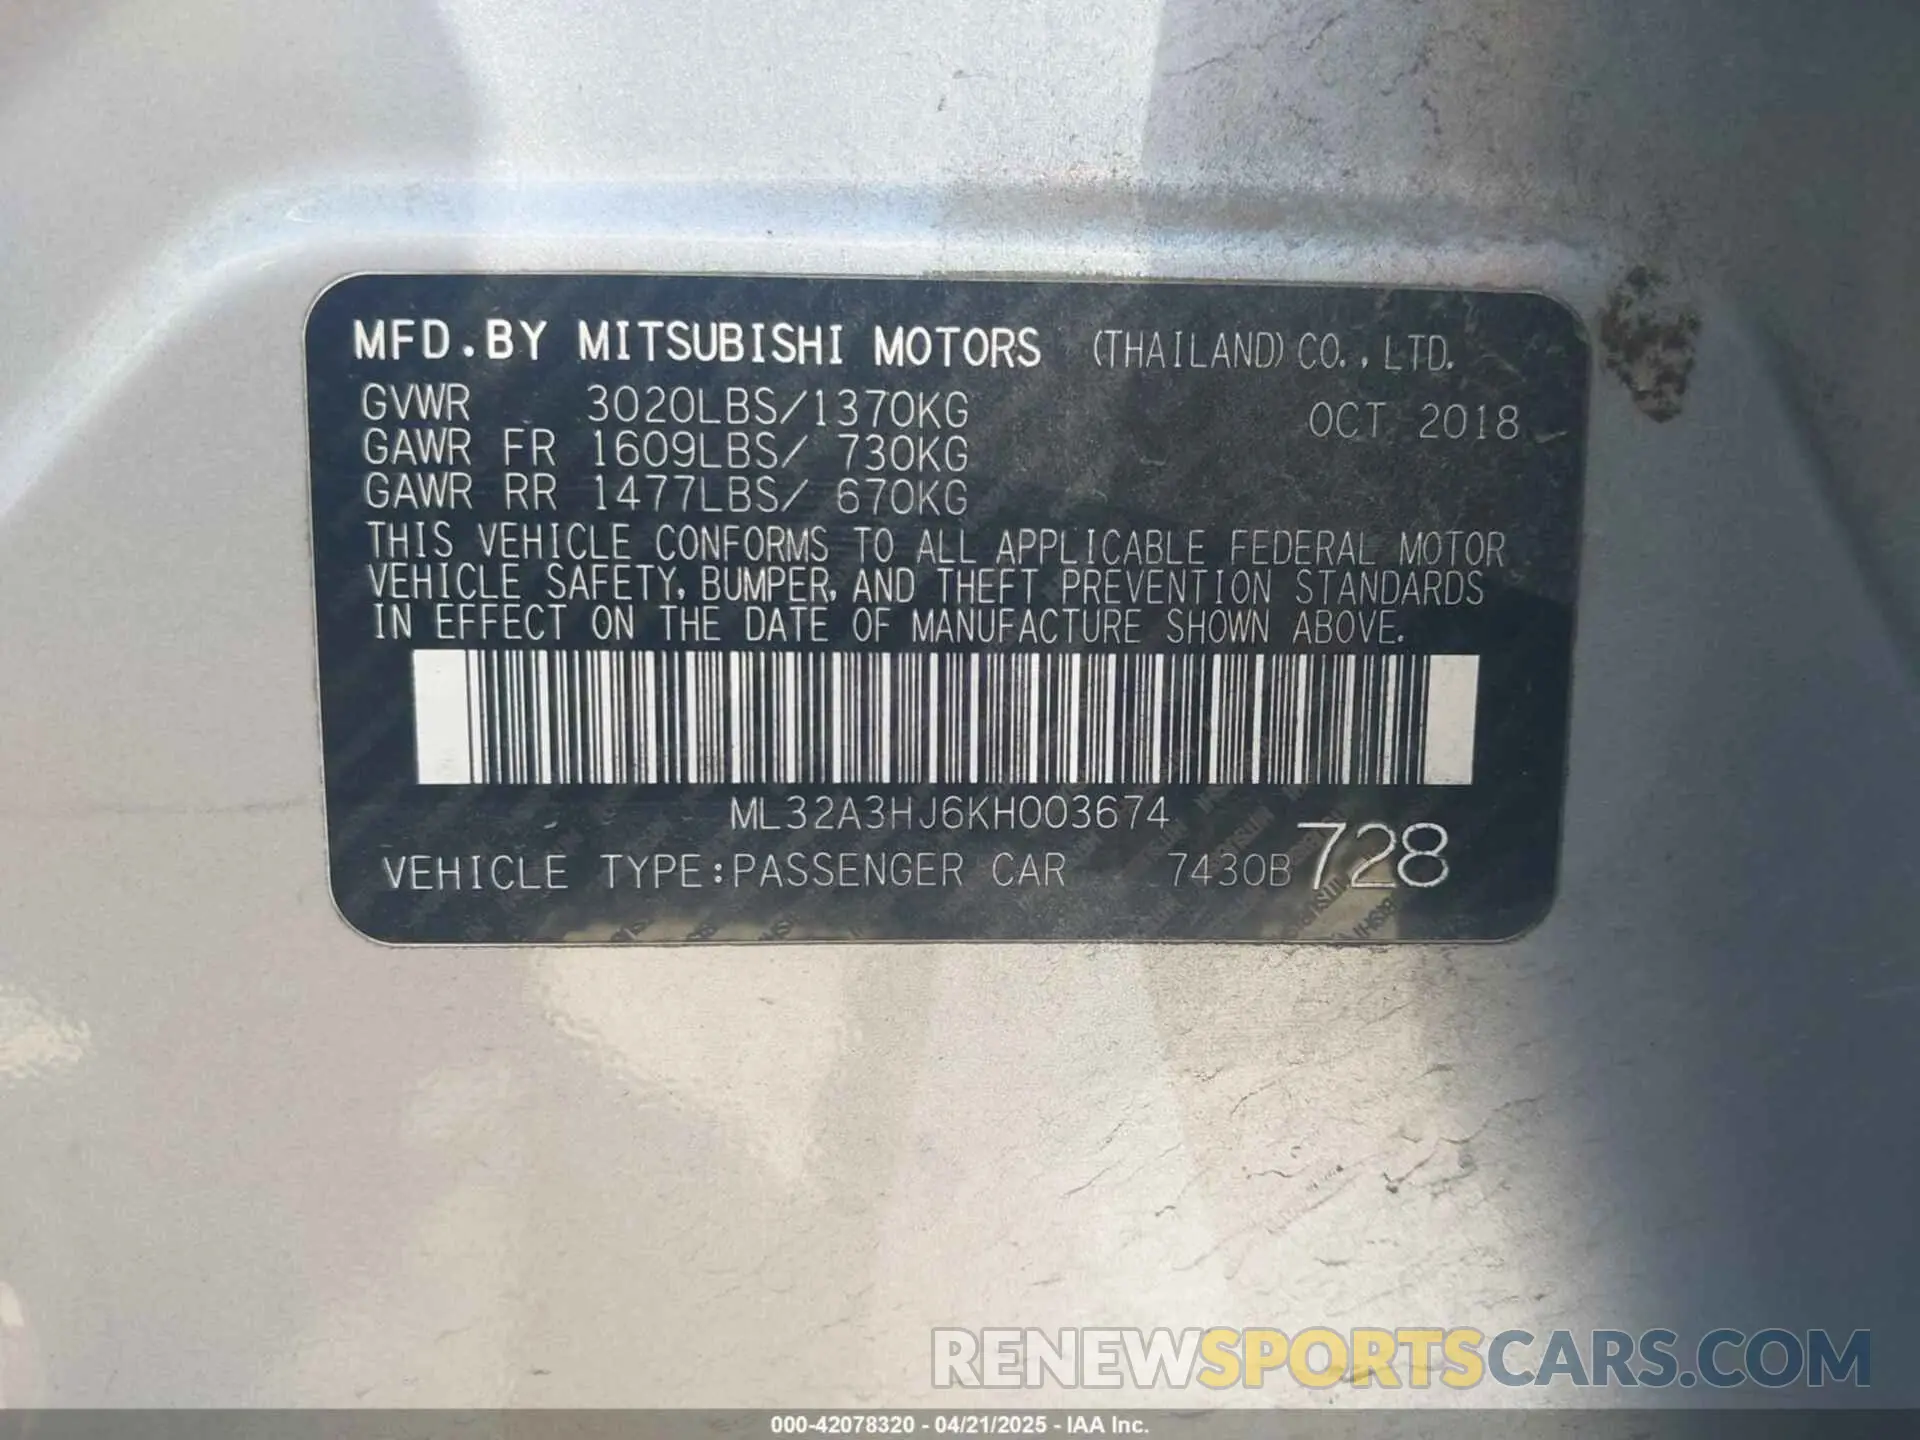 MFD.BY MITSUBISHI MOTORS (THAILAND) CO., LTD.
GVWR 3020LBS/1370KG OCT 2018
GAWR FR 1609LBS/ 730KG
GAWR RR 1477LBS/ 670KG
THIS VEHICLE CONFORMS TO ALL APPLICABLE FEDERAL MOTOR
VEHICLE SAFETY, BUMPER, AND THEFT PREVENTION STANDARDS
IN EFFECT ON THE DATE OF MANUFACTURE SHOWN ABOVE.
ML32A3HJ6KH003674
VEHICLE TYPE:PASSENGER CAR 7430B 728
RENEWSPORTSCARS.COM
000-42078320 - 04/21/2025 - IAA Inc.